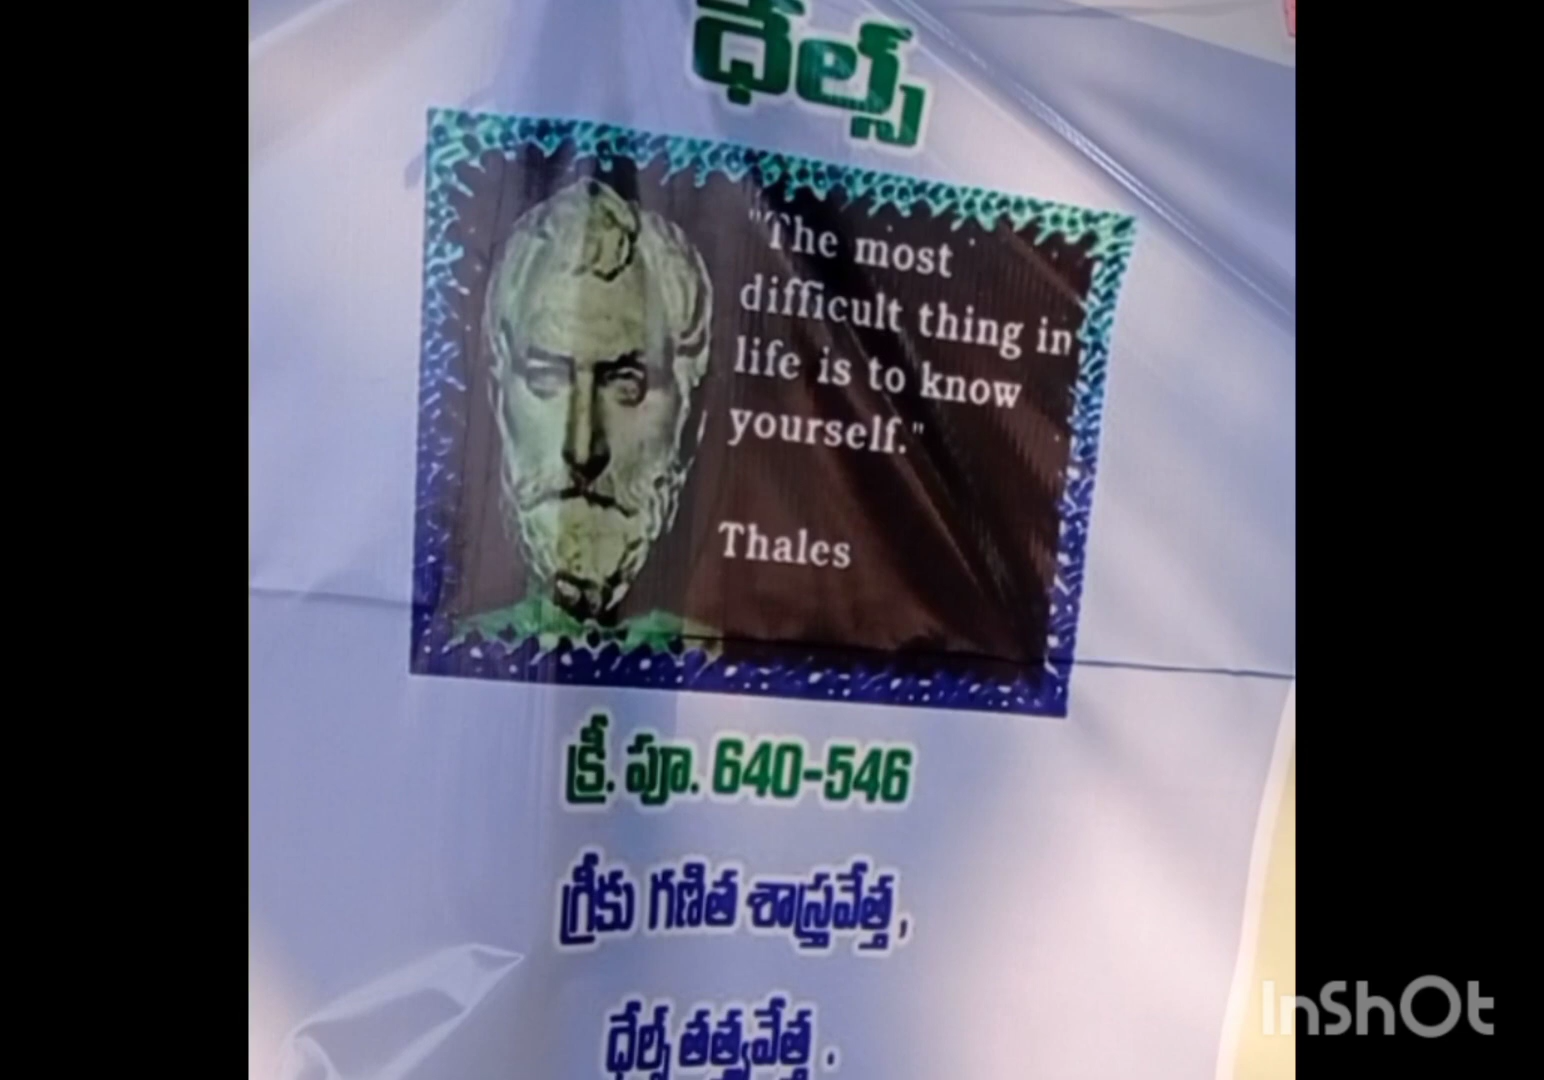 థేల్స్
"The most
difficult thing in
life is to know
yourself."
Thales
క్రీ. పూ. 640-546
గ్రీకు గణిత శాస్త్రవేత్త,
థేల్స్ తత్వవేత్త .
InShOt